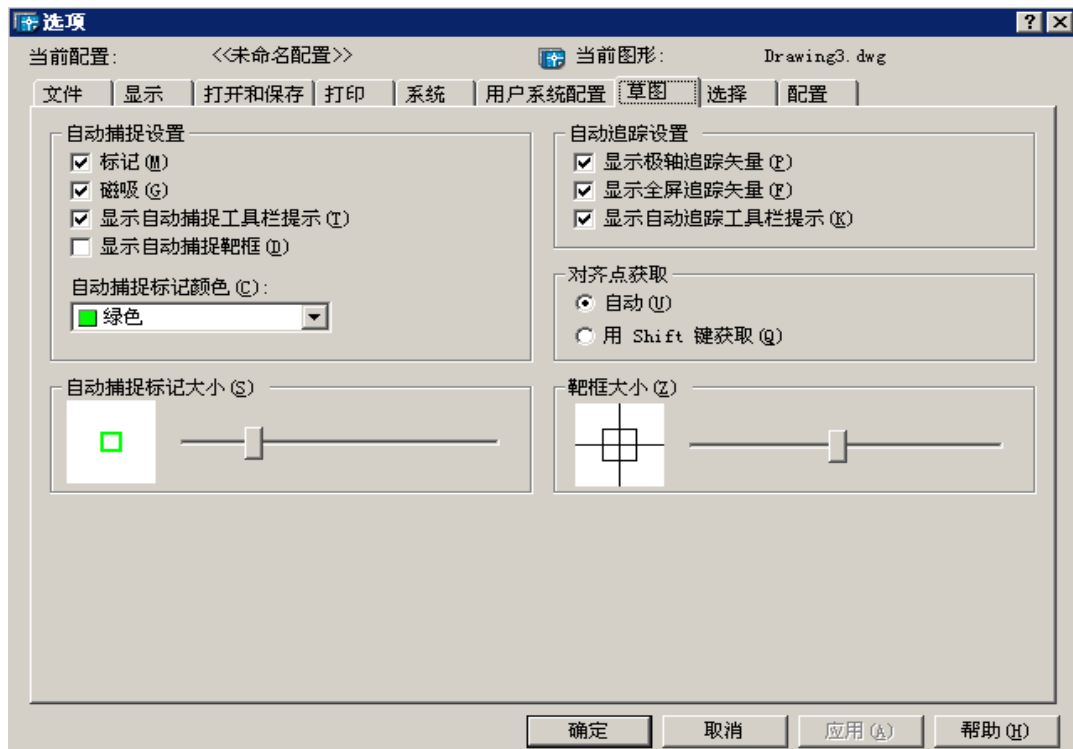 选项
当前配置: <<未命名配置>> 当前图形: Drawing3.dwg
文件 显示 打开和保存 打印 系统 用户系统配置 草图 选择 配置
自动捕捉设置
标记(M)
磁吸(G)
显示自动捕捉工具栏提示(T)
显示自动捕捉靶框(D)
自动捕捉标记颜色(C):
绿色
自动追踪设置
显示极轴追踪矢量(P)
显示全屏追踪矢量(F)
显示自动追踪工具栏提示(K)
对齐点获取
自动(U)
用 Shift 键获取(Q)
自动捕捉标记大小(S)
靶框大小(Z)
确定 取消 应用(A) 帮助(H)